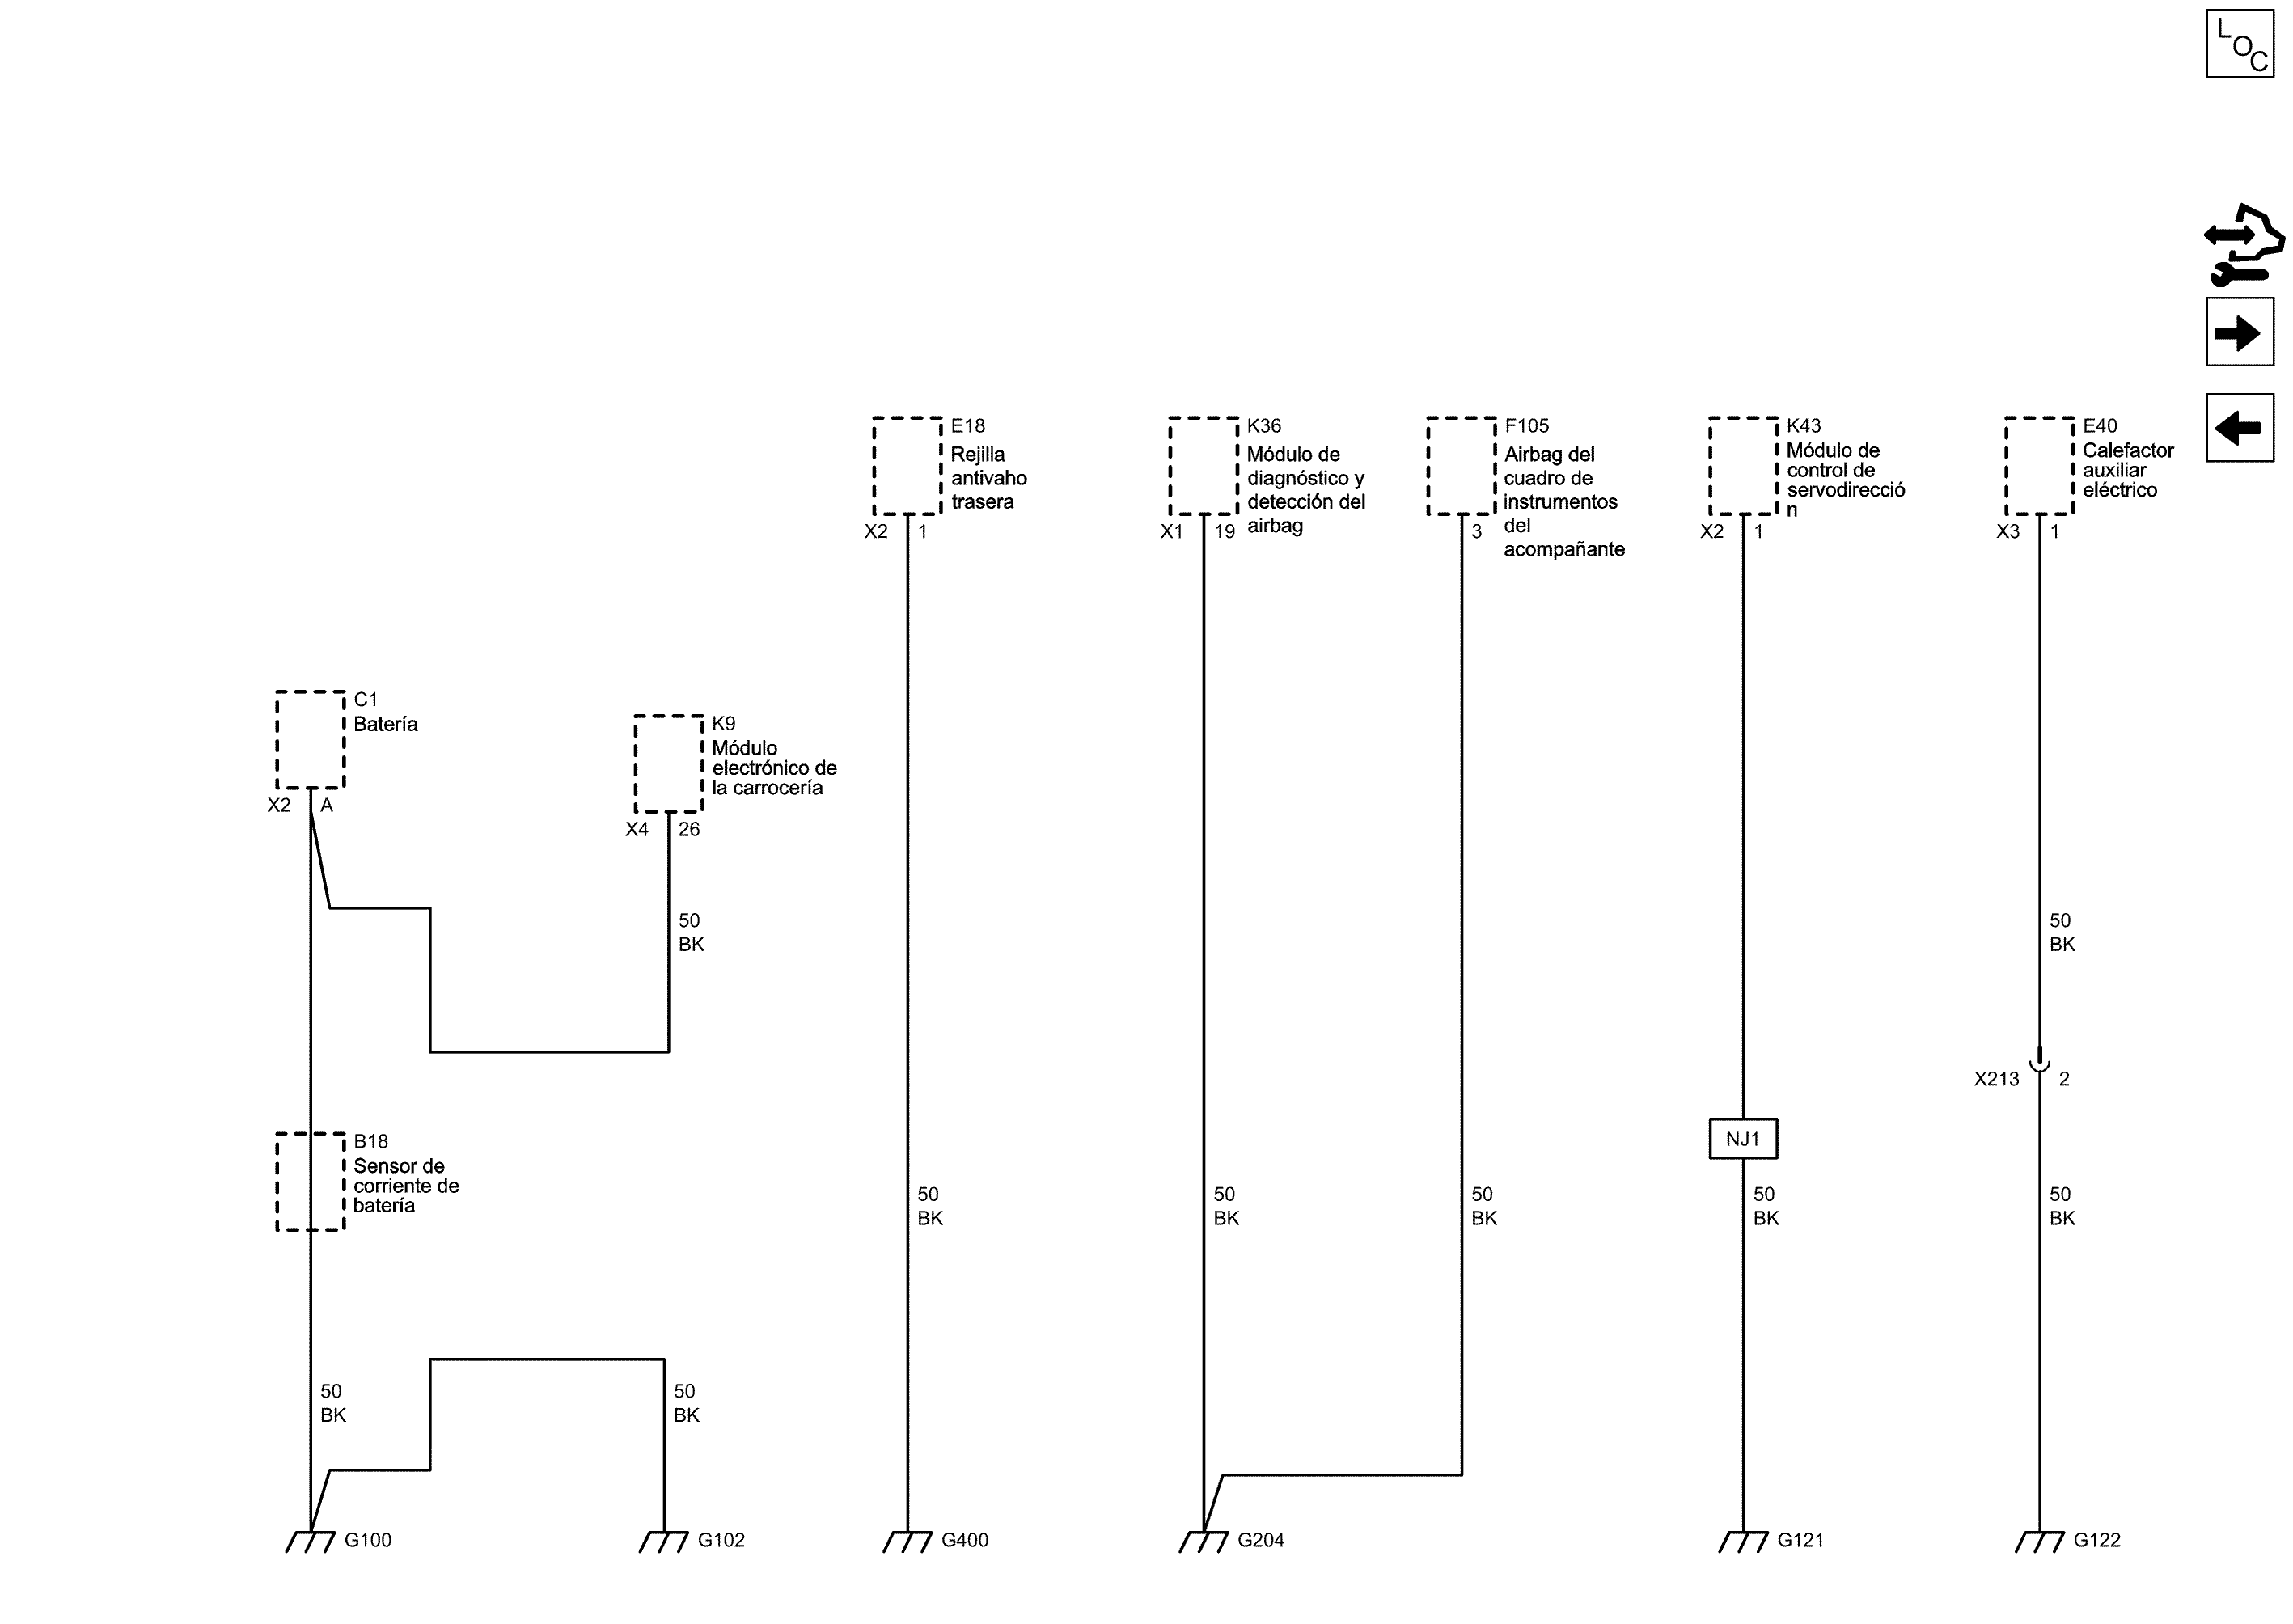 LOC
E18
Rejilla
antivaho
trasera
X2 1
K36
Módulo de
diagnóstico y
detección del
airbag
X1 19
F105
Airbag del
cuadro de
instrumentos
del
acompañante
3
K43
Módulo de
control de
servodirecció
n
X2 1
E40
Calefactor
auxiliar
eléctrico
X3 1
C1
Batería
X2 A
K9
Módulo
electrónico de
la carrocería
X4 26
50
BK
50
BK
X213 2
NJ1
B18
Sensor de
corriente de
batería
50
BK
50
BK
50
BK
50
BK
50
BK
50
BK
50
BK
G100
G102
G400
G204
G121
G122